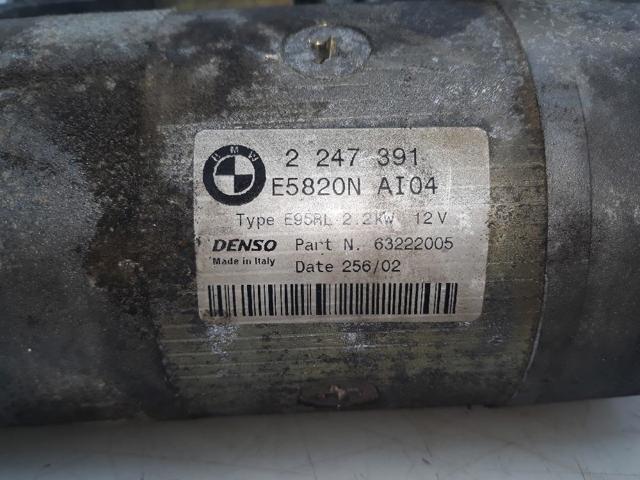 BMW
2 247 391
E5820N AI04
Type E95RL 2.2KW 12V
DENSO Part N. 63222005
Made in Italy Date 256/02